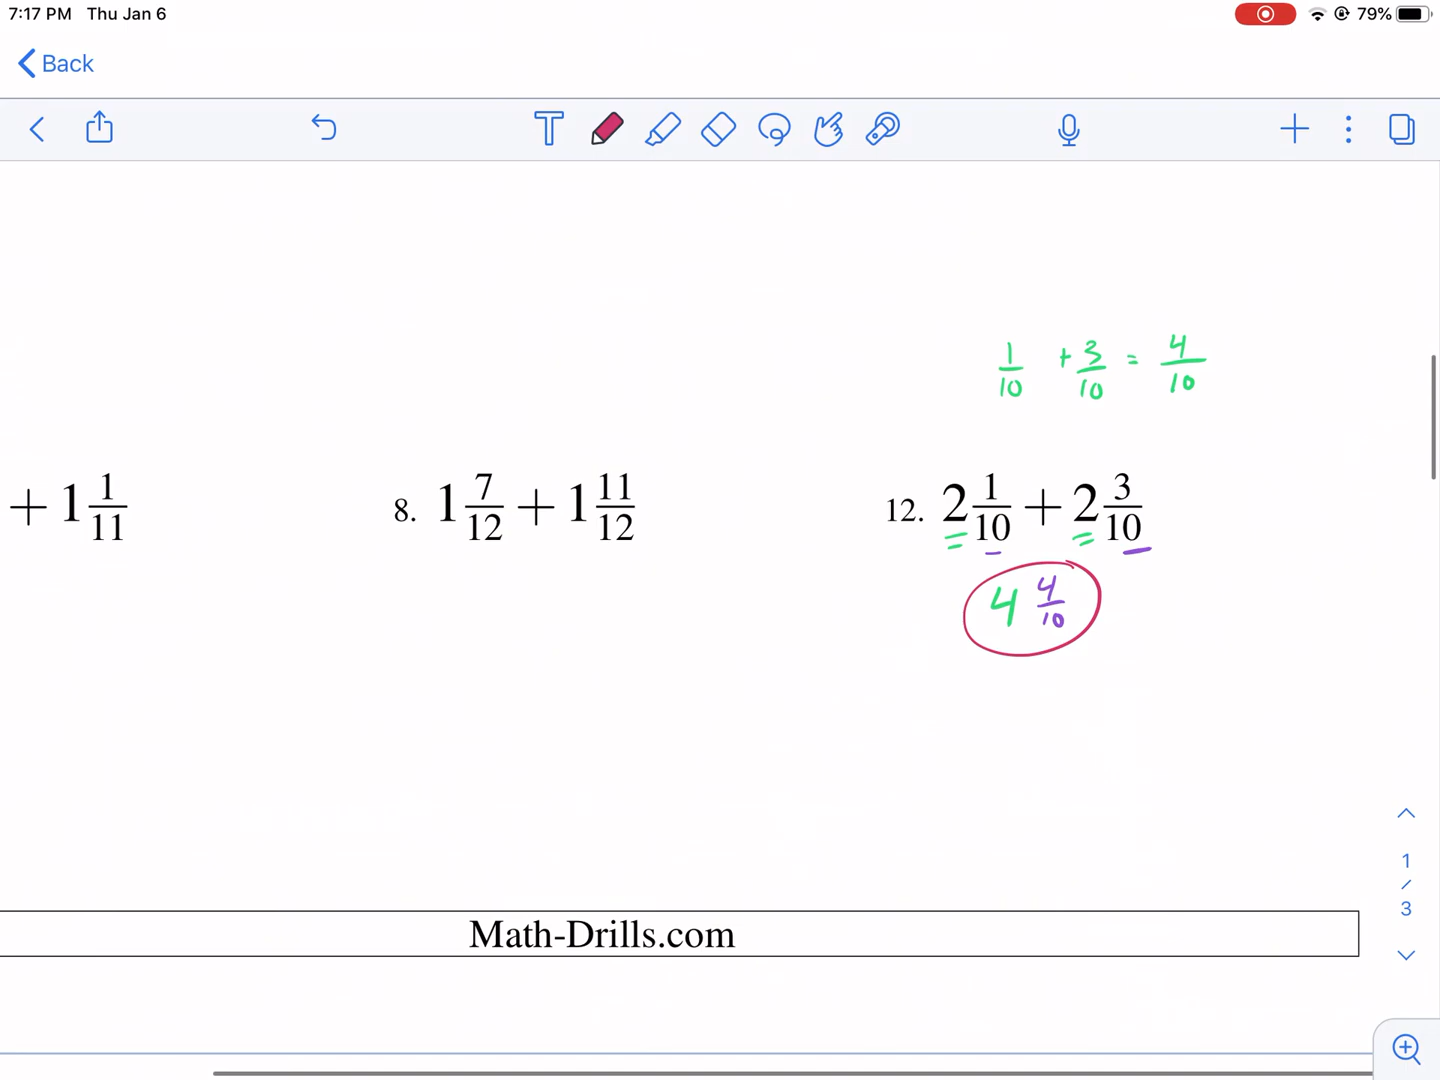 7:17 PM Thu Jan 6 79%
Back
1/10 + 3/10 = 4/10
+ 1 1/11
8. 1 7/12 + 1 11/12
12. 2 1/10 + 2 3/10
4 4/10
1
/
3
Math-Drills.com